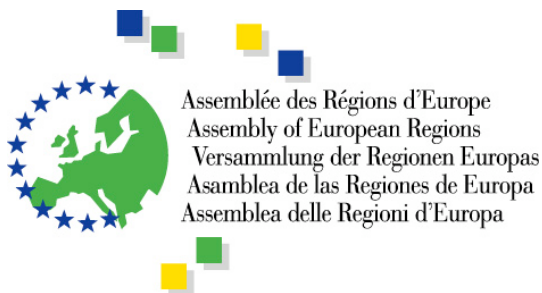 Assemblée des Régions d'Europe
Assembly of European Regions
Versammlung der Regionen Europas
Asamblea de las Regiones de Europa
Assemblea delle Regioni d'Europa